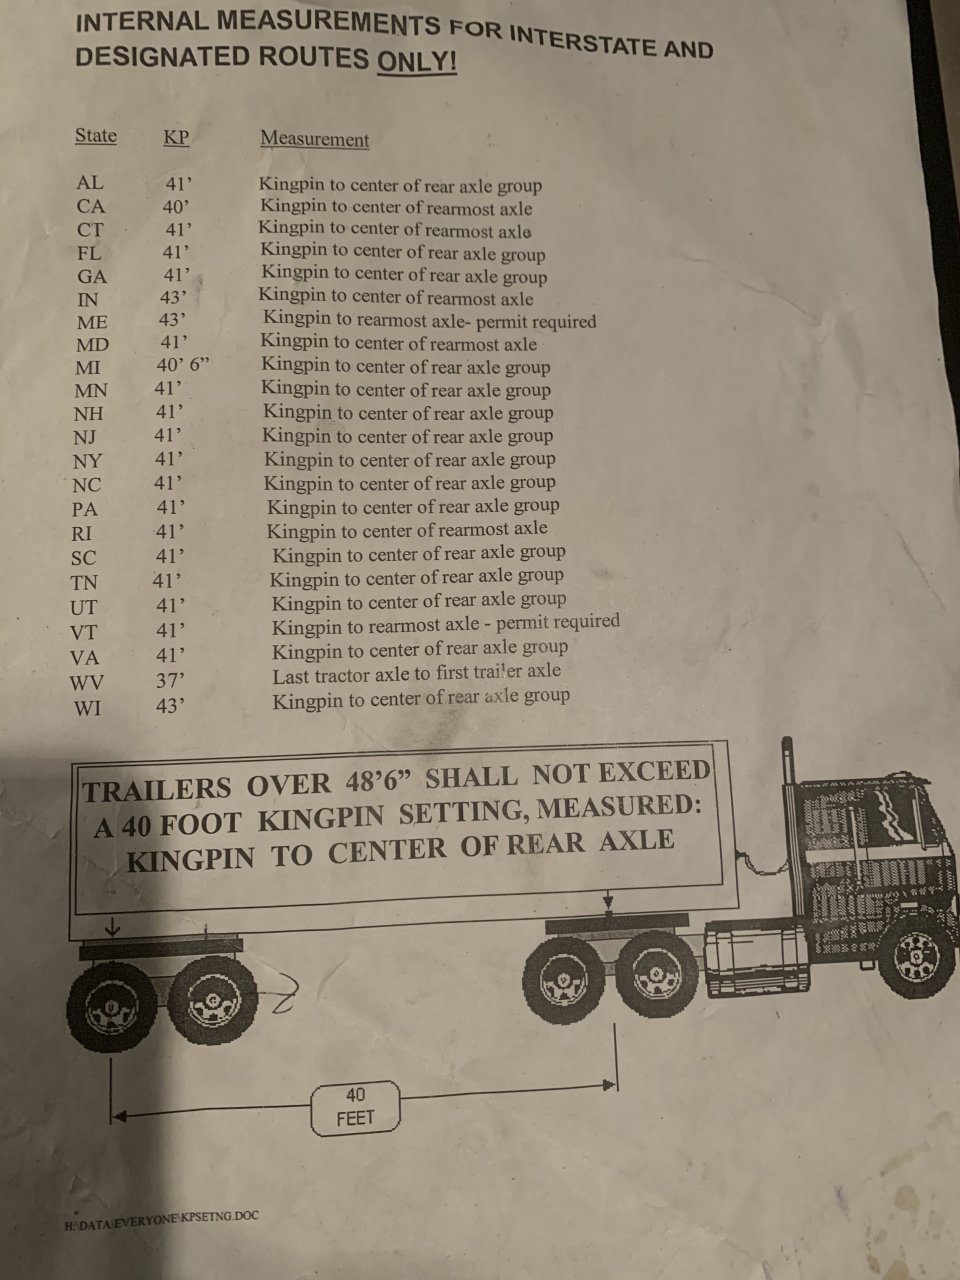 INTERNAL MEASUREMENTS FOR INTERSTATE AND
DESIGNATED ROUTES ONLY!
State KP Measurement
AL 41’ Kingpin to center of rear axle group
CA 40’ Kingpin to center of rearmost axle
CT 41’ Kingpin to center of rearmost axle
FL 41’ Kingpin to center of rear axle group
GA 41’ Kingpin to center of rear axle group
IN 43’ Kingpin to center of rearmost axle
ME 43’ Kingpin to rearmost axle- permit required
MD 41’ Kingpin to center of rearmost axle
MI 40’ 6” Kingpin to center of rear axle group
MN 41’ Kingpin to center of rear axle group
NH 41’ Kingpin to center of rear axle group
NJ 41’ Kingpin to center of rear axle group
NY 41’ Kingpin to center of rear axle group
NC 41’ Kingpin to center of rear axle group
PA 41’ Kingpin to center of rear axle group
RI 41’ Kingpin to center of rearmost axle
SC 41’ Kingpin to center of rear axle group
TN 41’ Kingpin to center of rear axle group
UT 41’ Kingpin to center of rear axle group
VT 41’ Kingpin to rearmost axle - permit required
VA 41’ Kingpin to center of rear axle group
WV 37’ Last tractor axle to first trailer axle
WI 43’ Kingpin to center of rear axle group
TRAILERS OVER 48’6” SHALL NOT EXCEED
A 40 FOOT KINGPIN SETTING, MEASURED:
KINGPIN TO CENTER OF REAR AXLE
40
FEET
H:\DATA\EVERYONE\KPSETNG.DOC